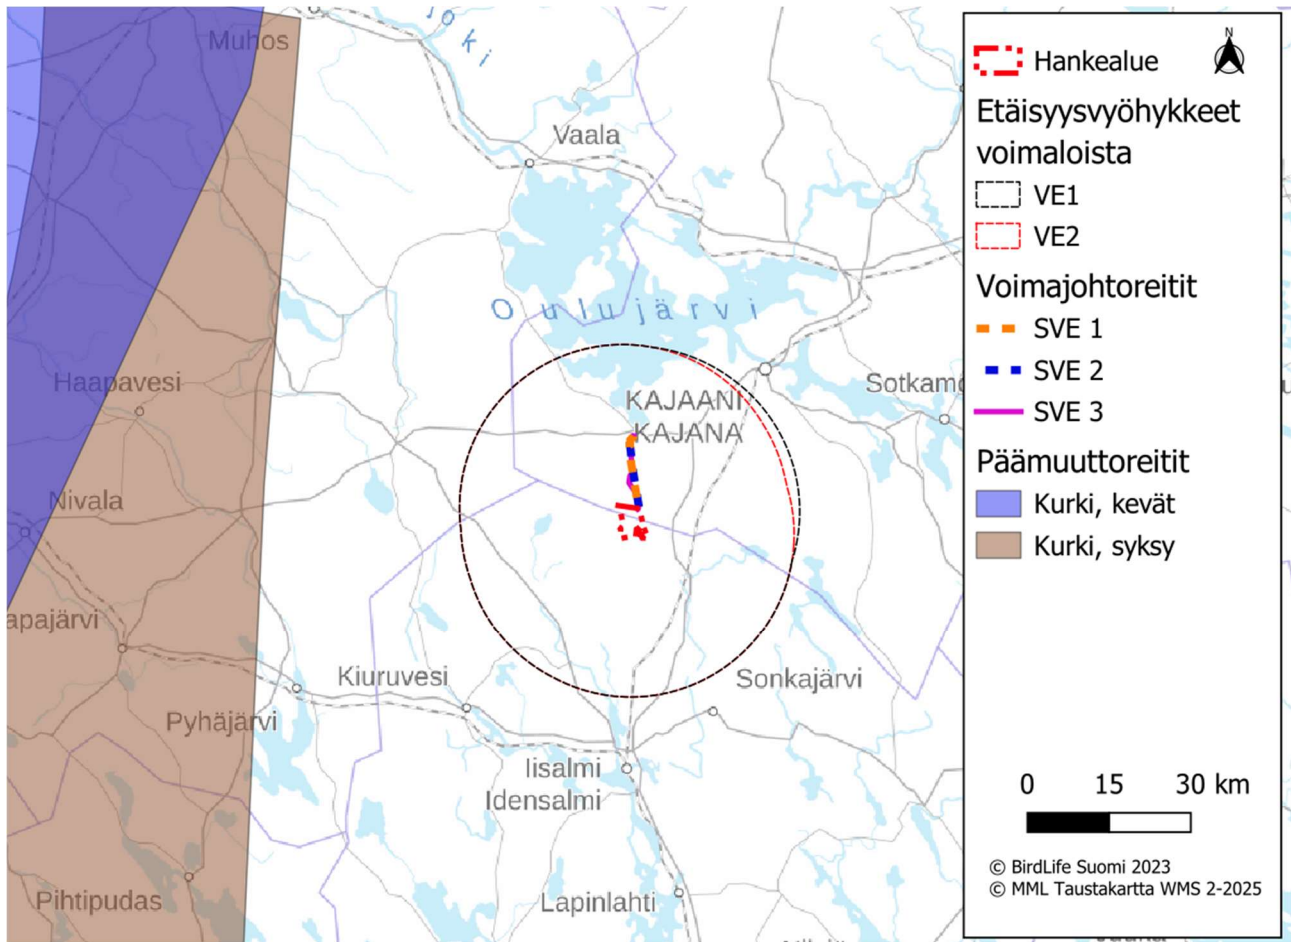 Muhos
joki
Vaala
Oulujärvi
Haapavesi
KAJAANI
KAJANA
Nivala
apajärvi
Kiuruvesi
Sonkajärvi
Pyhäjärvi
Iisalmi
Idensalmi
Pihtipudas
Lapinlahti
Sotkamo
N
Hankealue
Etäisyysvyöhykkeet
voimaloista
VE1
VE2
Voimajohtoreitit
SVE 1
SVE 2
SVE 3
Päämuuttoreitit
Kurki, kevät
Kurki, syksy
0 15 30 km
© BirdLife Suomi 2023
© MML Taustakartta WMS 2-2025